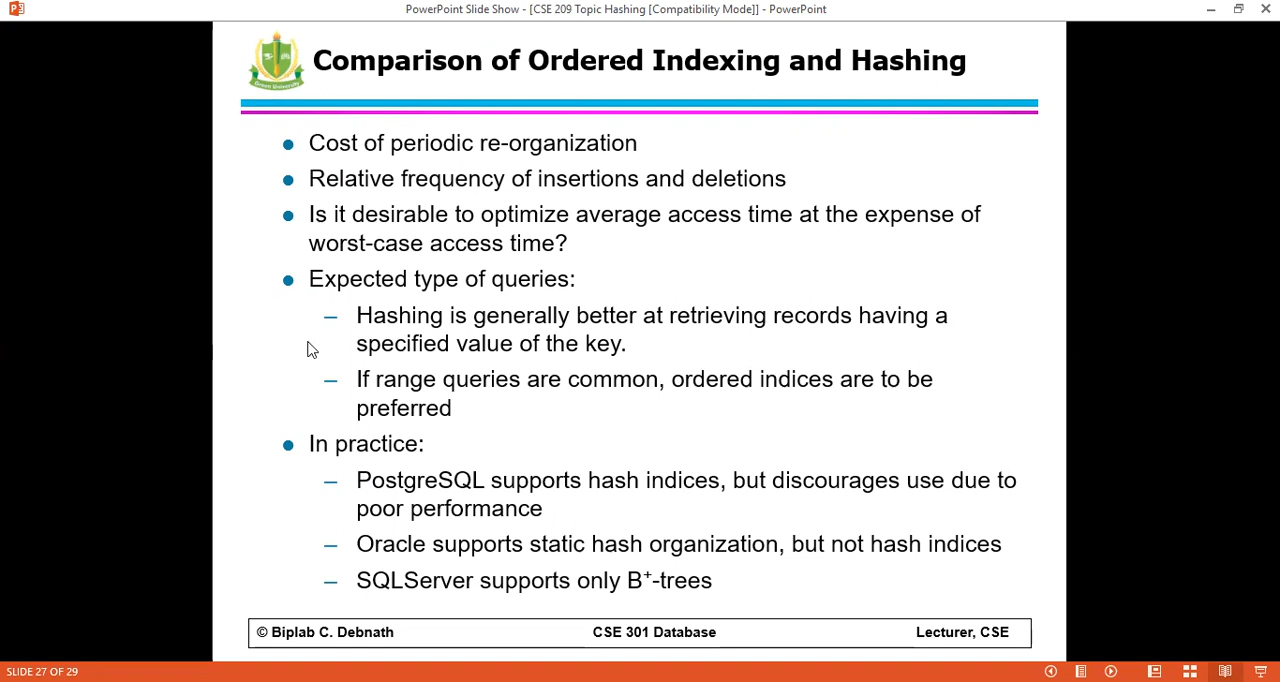 PowerPoint Slide Show - [CSE 209 Topic Hashing [Compatibility Mode]] - PowerPoint
Green University
Comparison of Ordered Indexing and Hashing
● Cost of periodic re-organization
● Relative frequency of insertions and deletions
● Is it desirable to optimize average access time at the expense of
worst-case access time?
● Expected type of queries:
– Hashing is generally better at retrieving records having a
specified value of the key.
– If range queries are common, ordered indices are to be
preferred
● In practice:
– PostgreSQL supports hash indices, but discourages use due to
poor performance
– Oracle supports static hash organization, but not hash indices
– SQLServer supports only B⁺-trees
© Biplab C. Debnath CSE 301 Database Lecturer, CSE
SLIDE 27 OF 29